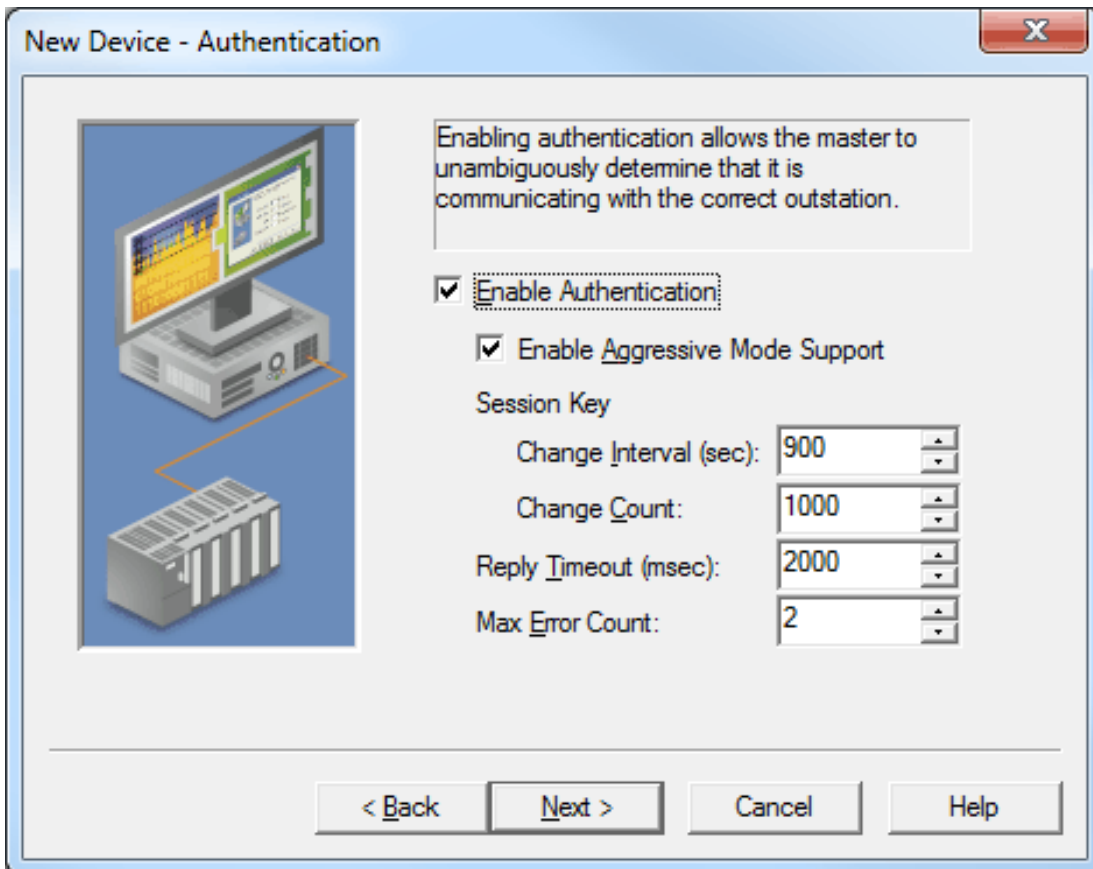 New Device - Authentication
X
Enabling authentication allows the master to
unambiguously determine that it is
communicating with the correct outstation.
Enable Authentication
Enable Aggressive Mode Support
Session Key
Change Interval (sec): 900
Change Count: 1000
Reply Timeout (msec): 2000
Max Error Count: 2
< Back Next > Cancel Help